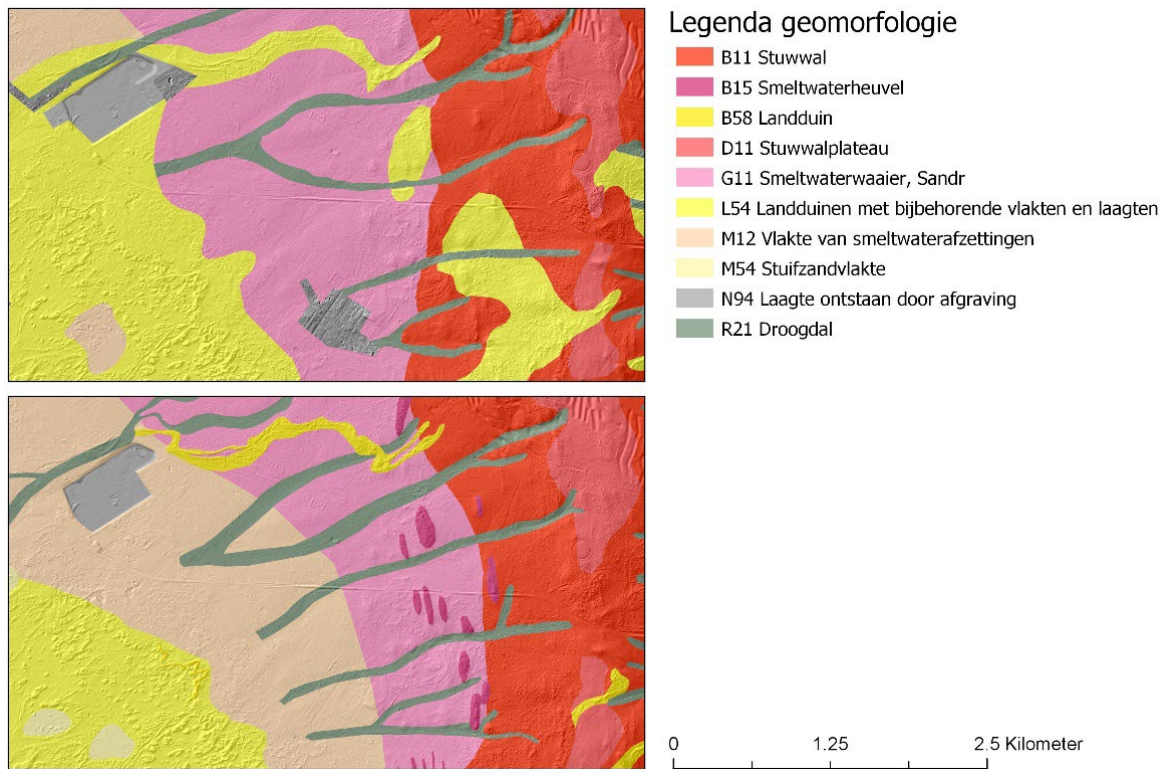 Legenda geomorfologie
B11 Stuwwal
B15 Smeltwaterheuvel
B58 Landduin
D11 Stuwwalplateau
G11 Smeltwaterwaaier, Sandr
L54 Landduinen met bijbehorende vlakten en laagten
M12 Vlakte van smeltwaterafzettingen
M54 Stuifzandvlakte
N94 Laagte ontstaan door afgraving
R21 Droogdal
0 1.25 2.5 Kilometer